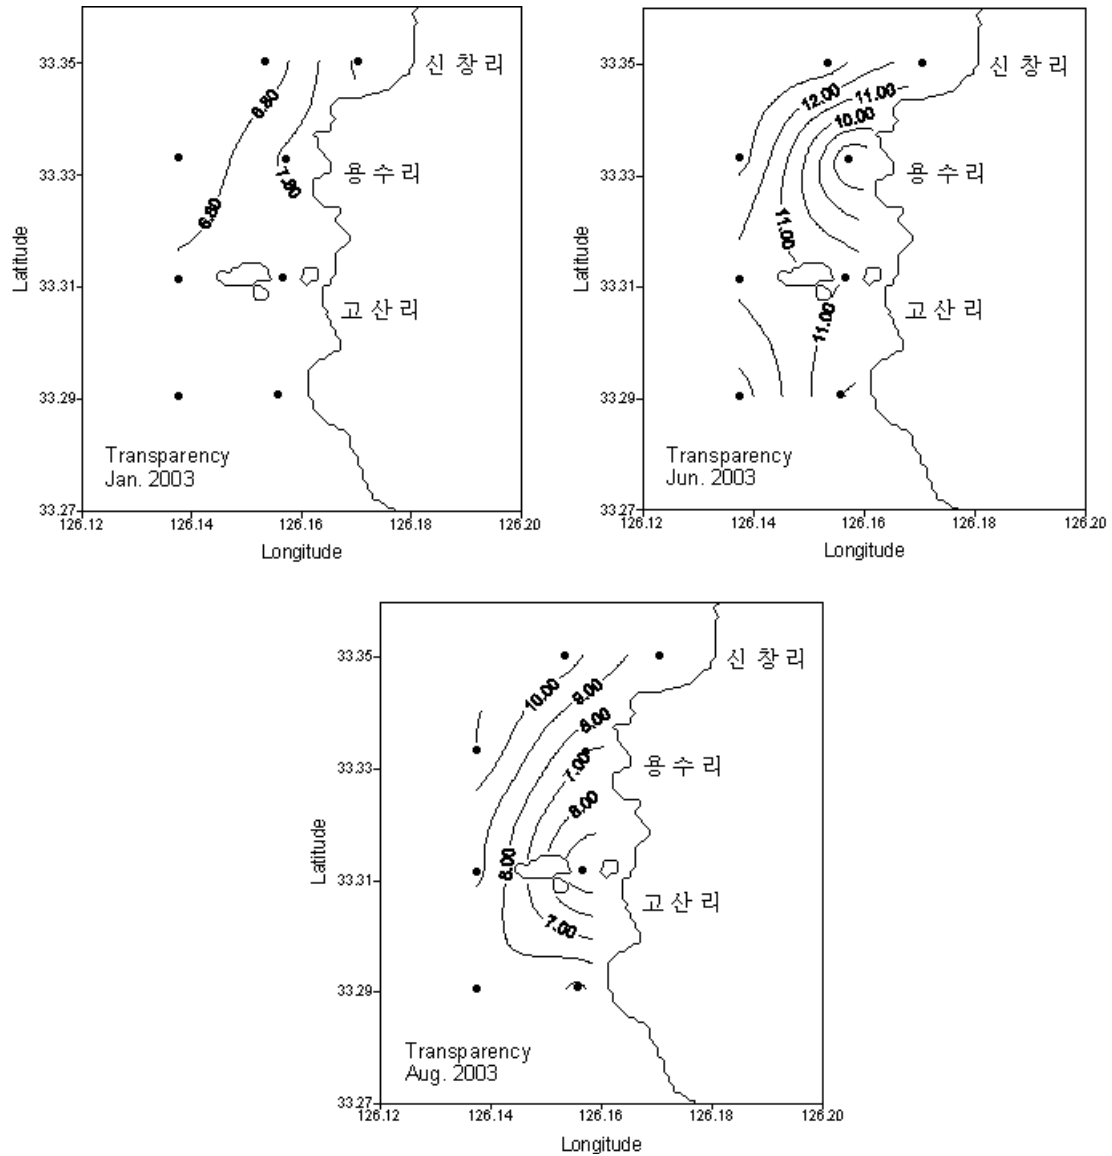 33.35
신 창 리
6.80
7.80
33.33
용 수 리
6.80
Latitude
33.31
고 산 리
33.29
Transparency
Jan. 2003
33.27
126.12 126.14 126.16 126.18 126.20
Longitude
33.35
신 창 리
12.00
11.00
10.00
33.33
용 수 리
11.00
Latitude
33.31
고 산 리
11.00
33.29
Transparency
Jun. 2003
33.27
126.12 126.14 126.16 126.18 126.20
Longitude
33.35
신 창 리
10.00
9.00
8.00
33.33
7.00
용 수 리
8.00
8.00
Latitude
33.31
고 산 리
7.00
33.29
Transparency
Aug. 2003
33.27
126.12 126.14 126.16 126.18 126.20
Longitude